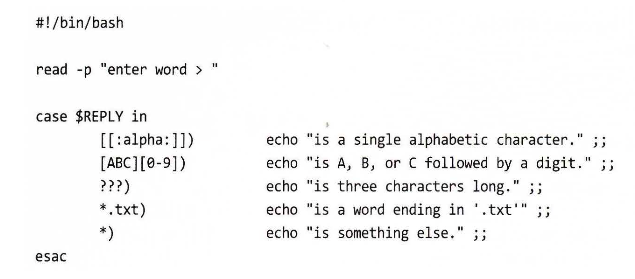 #!/bin/bash
read -p "enter word > "
case $REPLY in
[[:alpha:]]) echo "is a single alphabetic character." ;;
[ABC][0-9]) echo "is A, B, or C followed by a digit." ;;
???) echo "is three characters long." ;;
*.txt) echo "is a word ending in '.txt'" ;;
*) echo "is something else." ;;
esac